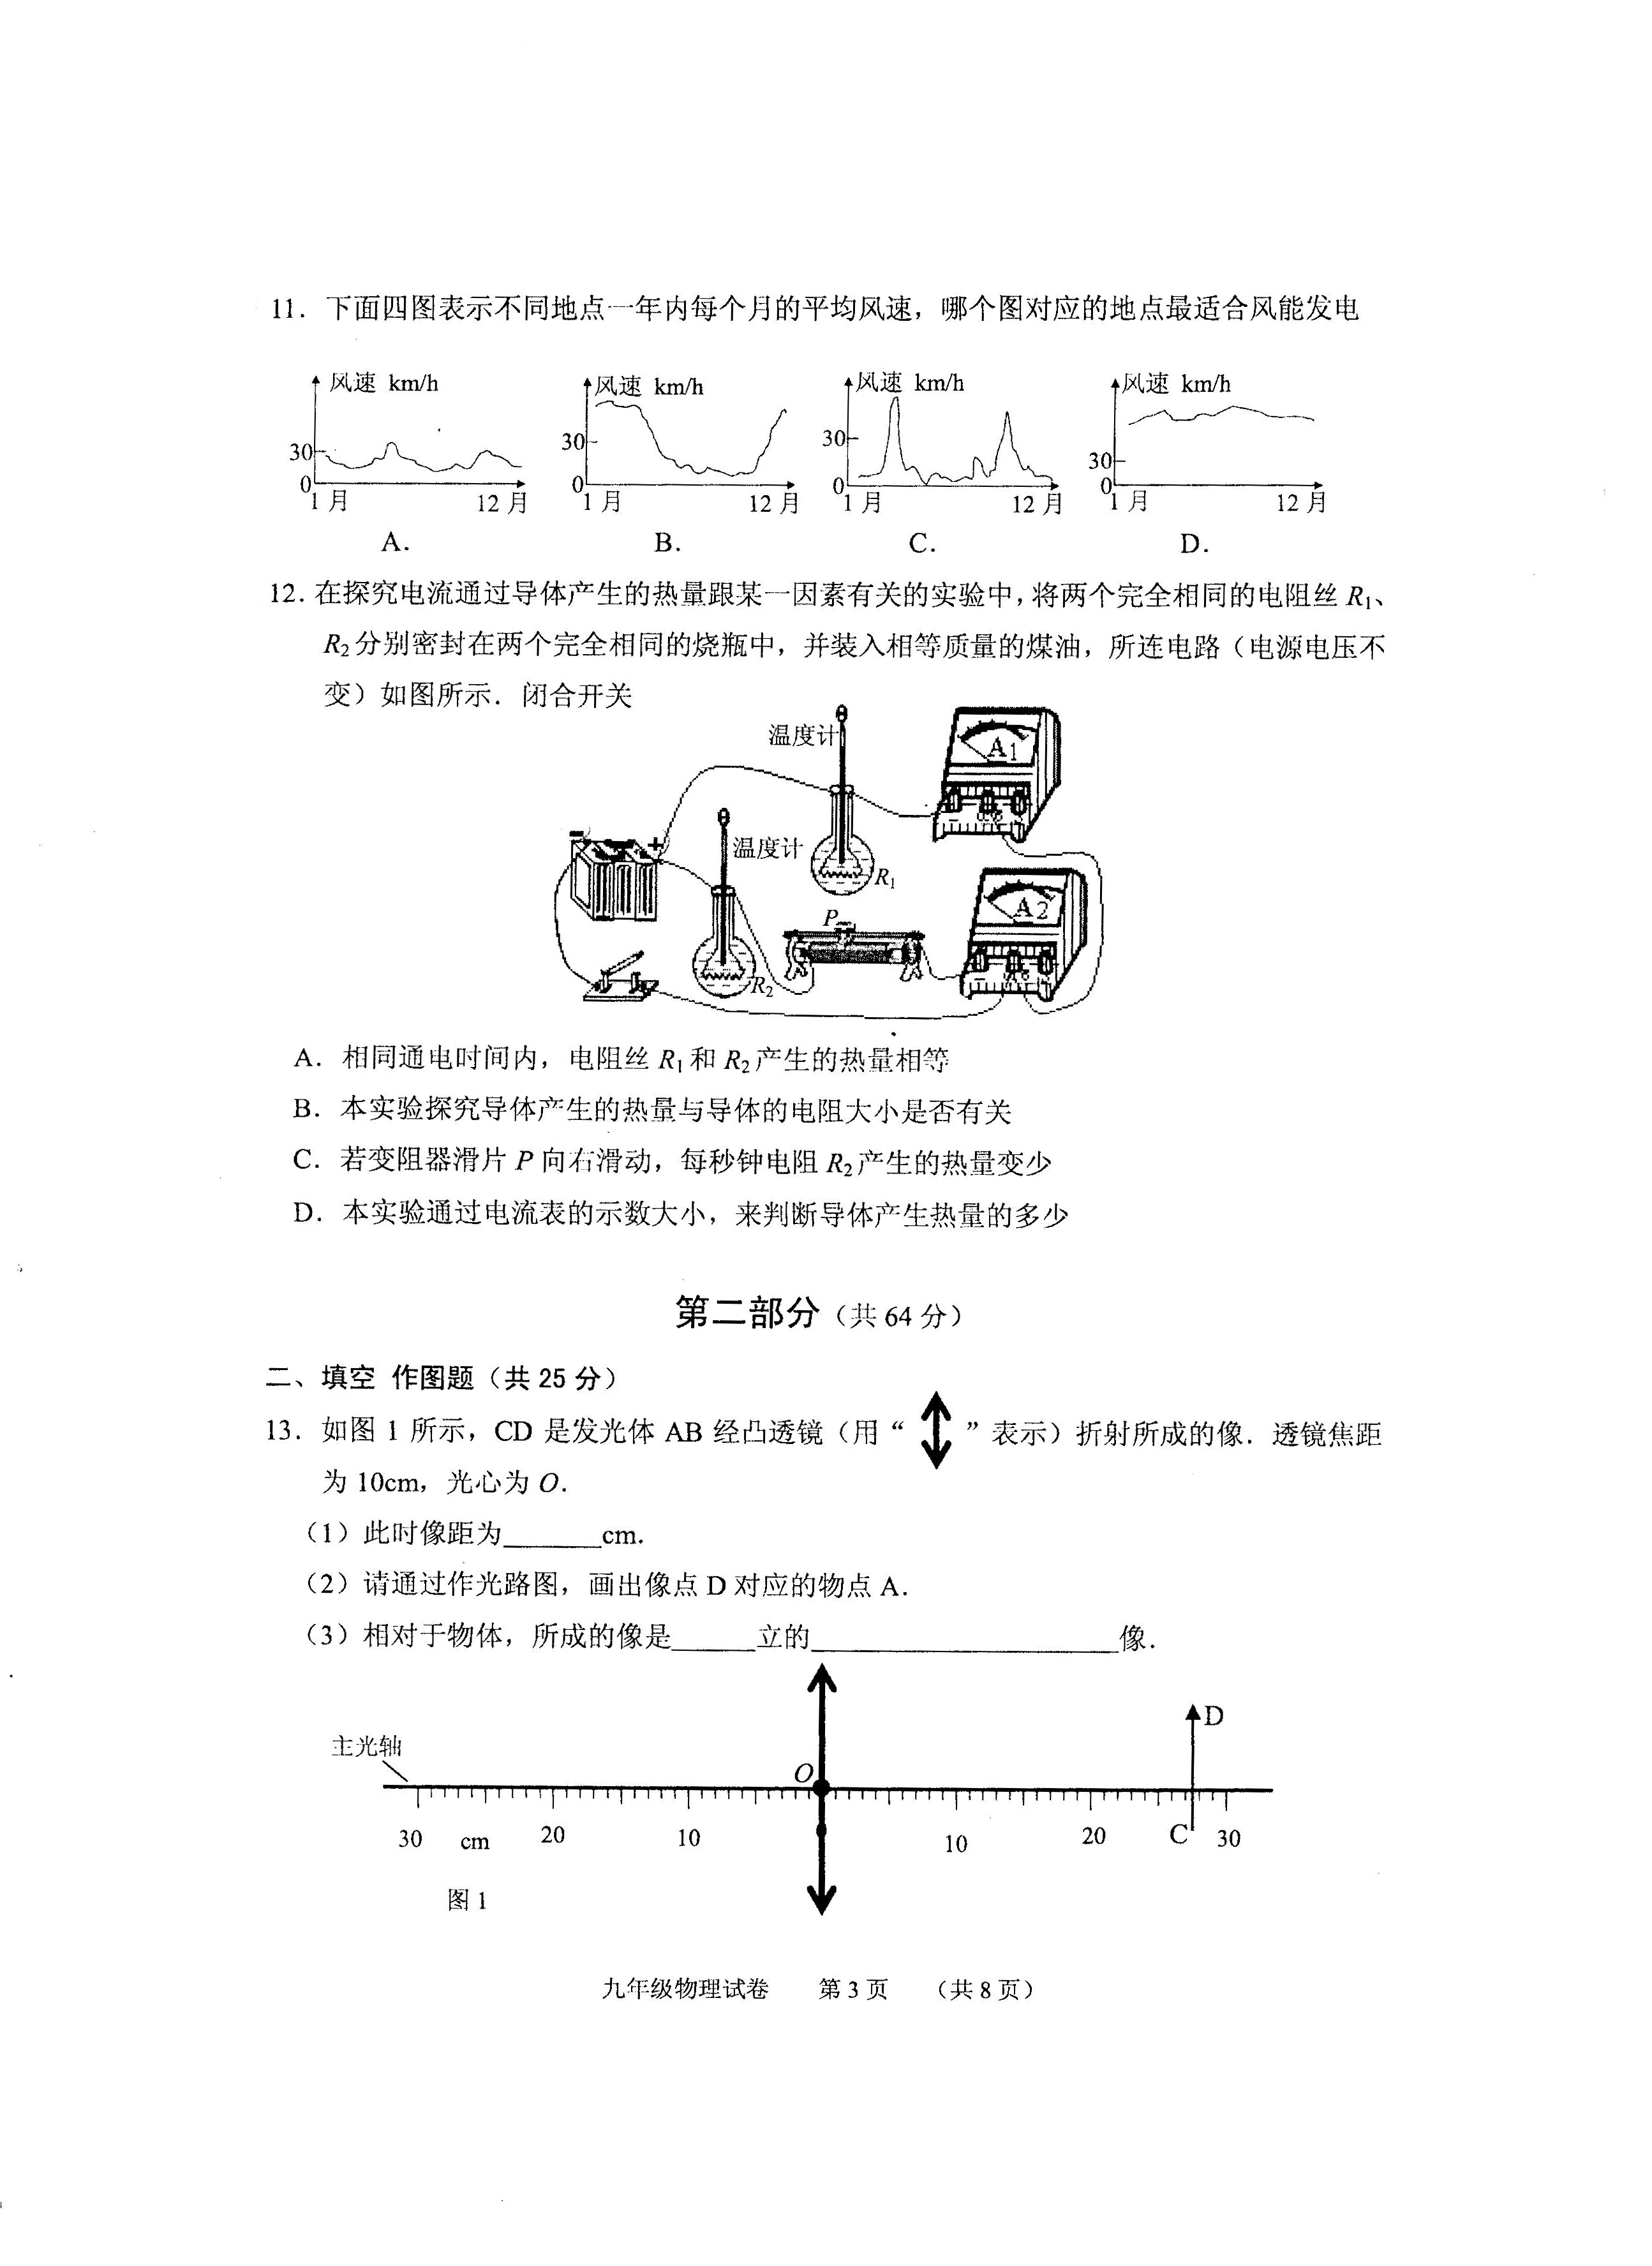 11．下面四图表示不同地点一年内每个月的平均风速，哪个图对应的地点最适合风能发电
风速 km/h
30
0
1 月
12 月
A．
风速 km/h
30
0
1 月
12 月
B．
风速 km/h
30
0
1 月
12 月
C．
风速 km/h
30
0
1 月
12 月
D．
12．在探究电流通过导体产生的热量跟某一因素有关的实验中，将两个完全相同的电阻丝 R₁、
R₂分别密封在两个完全相同的烧瓶中，并装入相等质量的煤油，所连电路（电源电压不
变）如图所示．闭合开关
温度计
A1
温度计
R₁
A2
P
R₂
− +
A．相同通电时间内，电阻丝 R₁和 R₂产生的热量相等
B．本实验探究导体产生的热量与导体的电阻大小是否有关
C．若变阻器滑片 P 向右滑动，每秒钟电阻 R₂产生的热量变少
D．本实验通过电流表的示数大小，来判断导体产生热量的多少
第二部分（共 64 分）
二、填空 作图题（共 25 分）
13．如图 1 所示，CD 是发光体 AB 经凸透镜（用“ ”表示）折射所成的像．透镜焦距
为 10cm，光心为 O．
（1）此时像距为_______cm.
（2）请通过作光路图，画出像点 D 对应的物点 A．
（3）相对于物体，所成的像是______立的______________________像．
D
主光轴
O
30 cm 20 10 10 20 C 30
图 1
九年级物理试卷 第 3 页 （共 8 页）